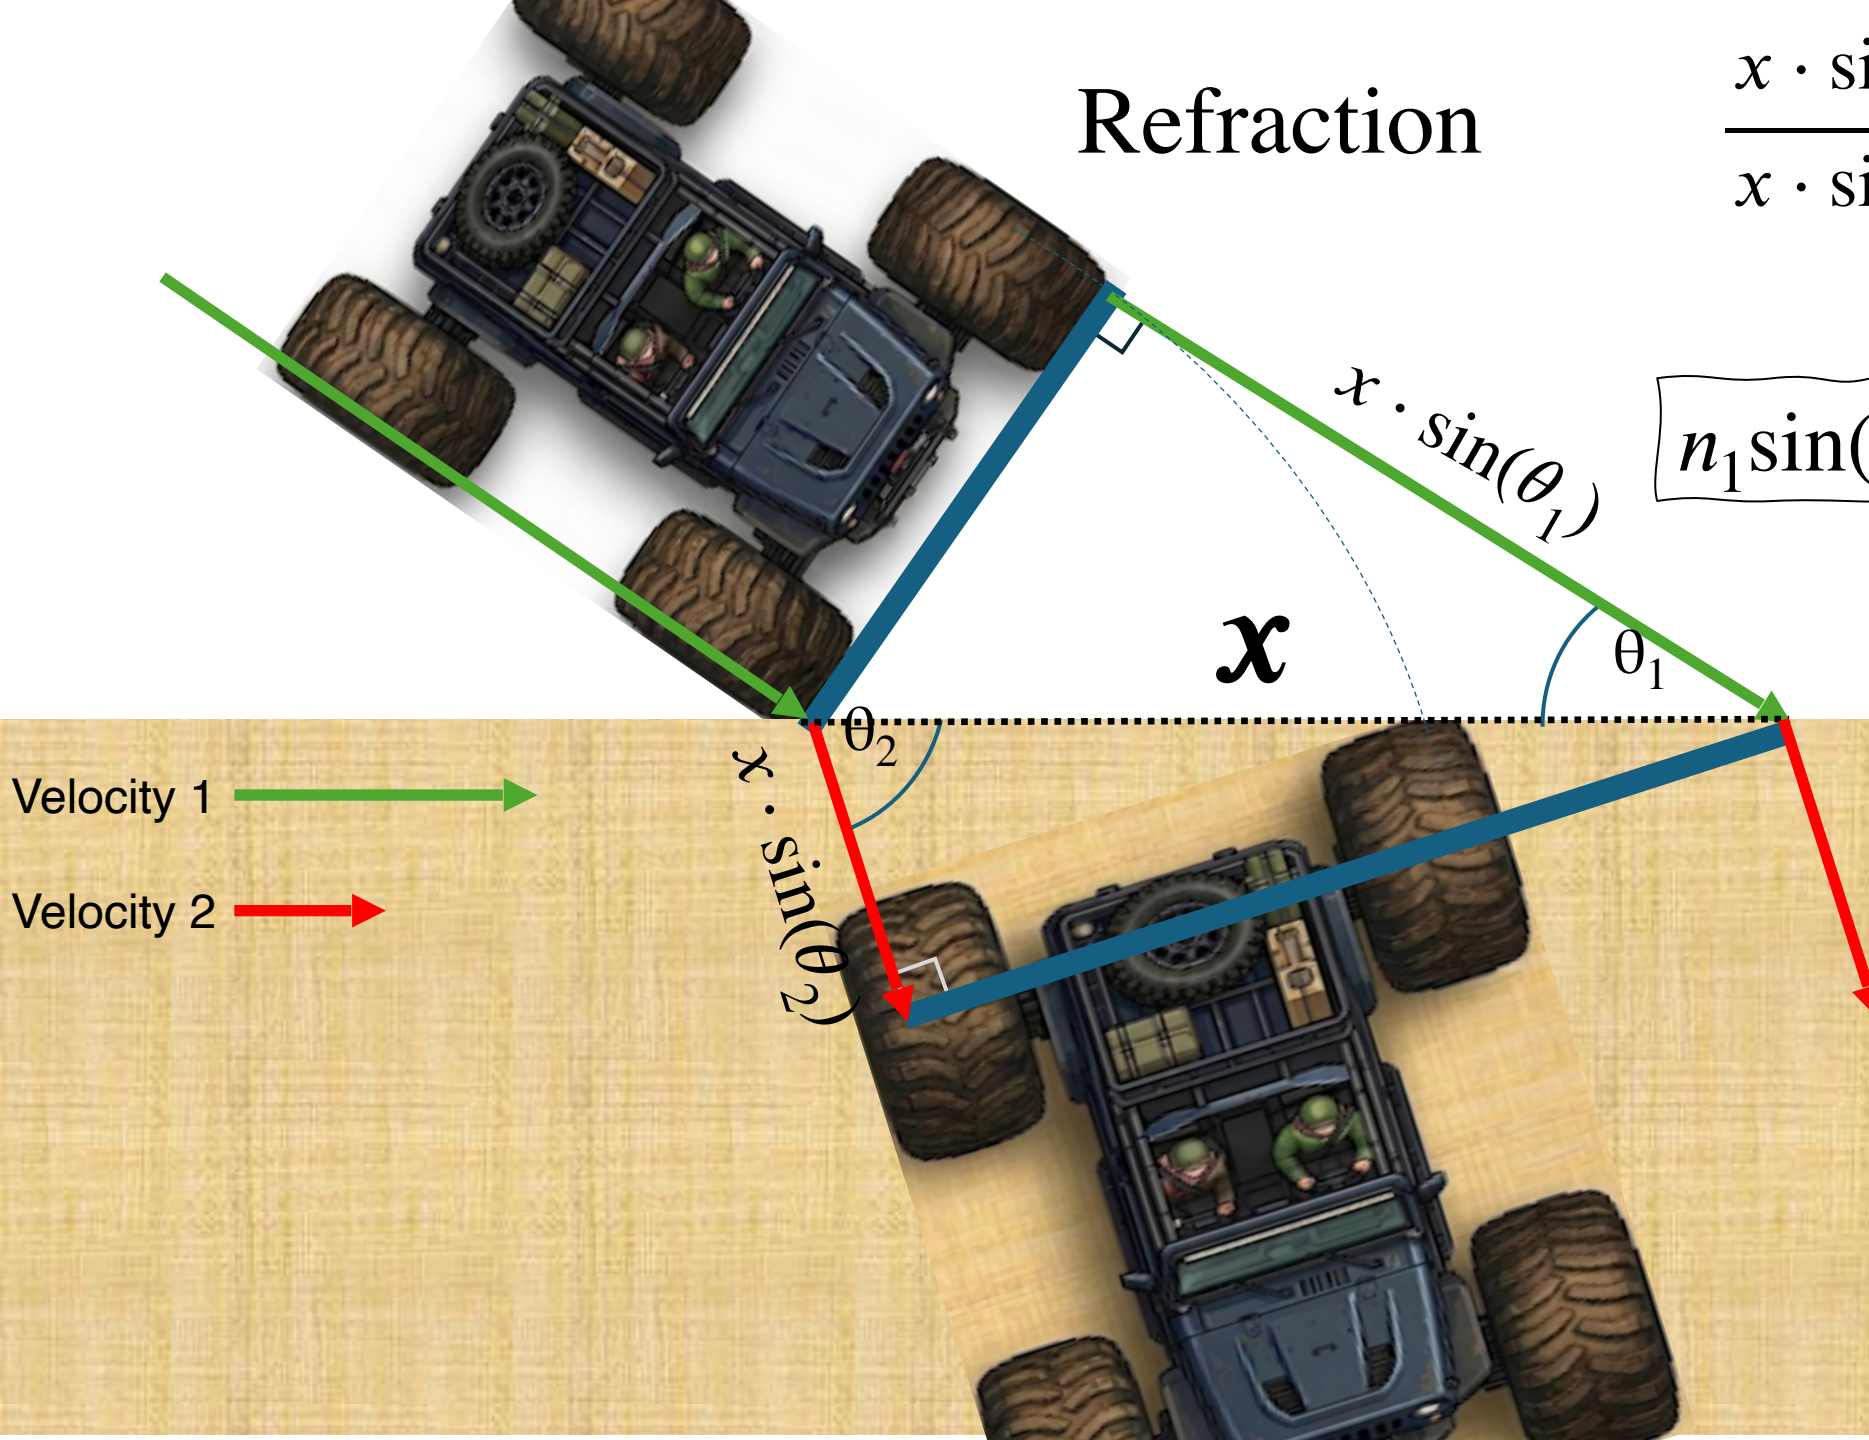 Refraction
x · si
x · si
x · sin(θ₁)
n₁sin(
x
θ₁
θ₂
x · sin(θ₂)
Velocity 1
Velocity 2